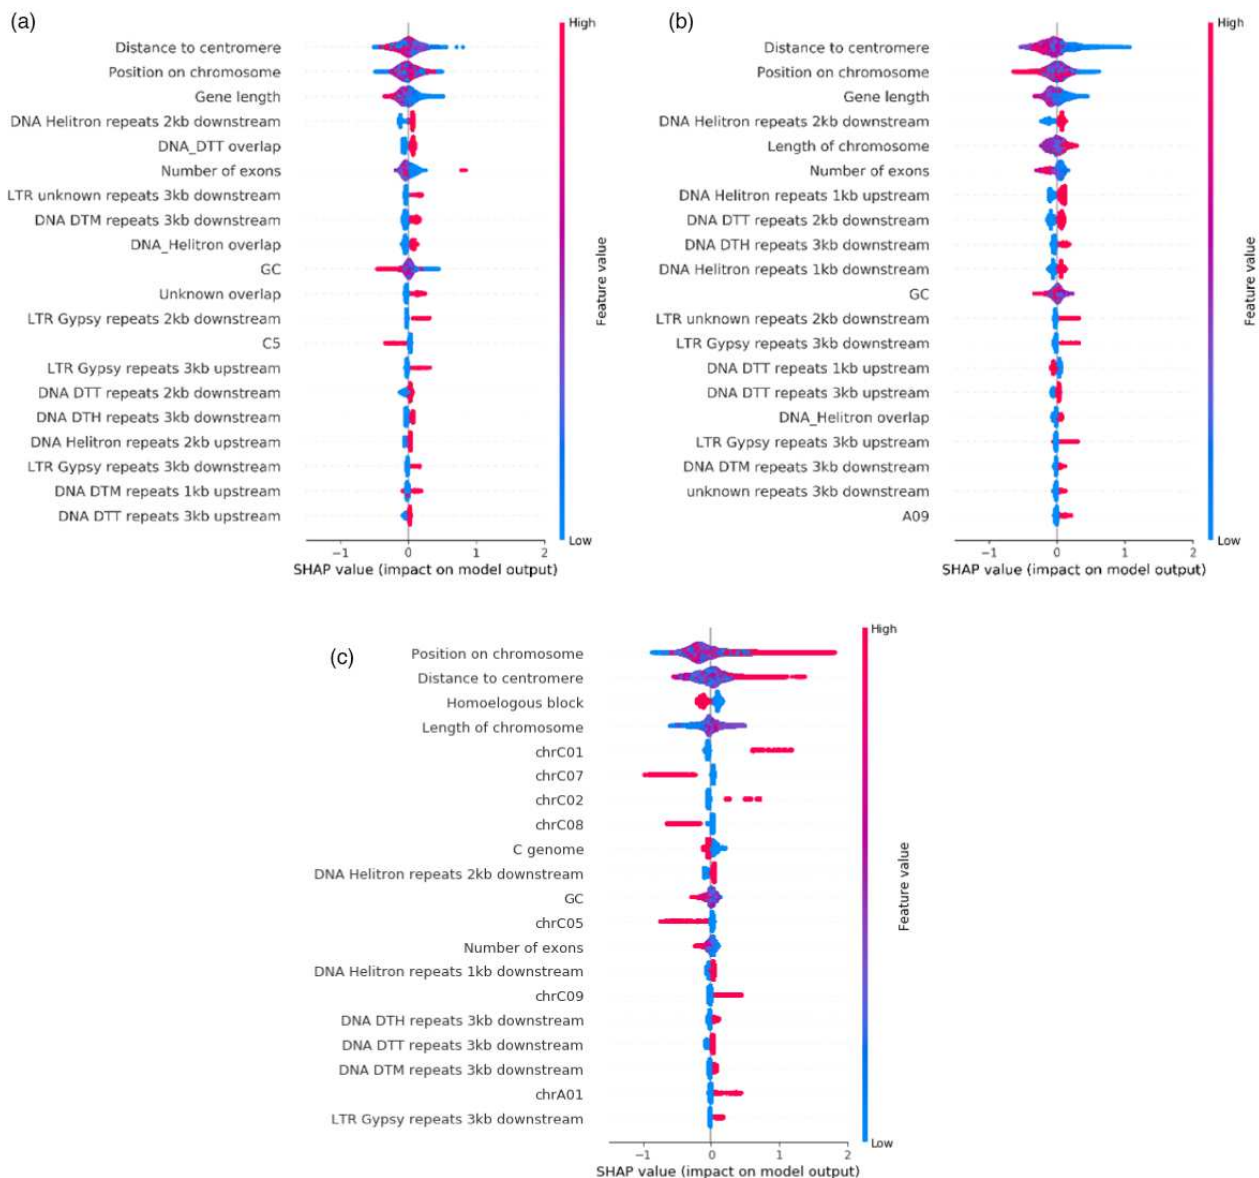 (a)
High
Distance to centromere
Position on chromosome
Gene length
DNA Helitron repeats 2kb downstream
DNA_DTT overlap
Number of exons
LTR unknown repeats 3kb downstream
DNA DTM repeats 3kb downstream
DNA_Helitron overlap
GC
Unknown overlap
LTR Gypsy repeats 2kb downstream
C5
LTR Gypsy repeats 3kb upstream
DNA DTT repeats 2kb downstream
DNA DTH repeats 3kb downstream
DNA Helitron repeats 2kb upstream
LTR Gypsy repeats 3kb downstream
DNA DTM repeats 1kb upstream
DNA DTT repeats 3kb upstream
Feature value
Low
−1 0 1 2
SHAP value (impact on model output)
(b)
High
Distance to centromere
Position on chromosome
Gene length
DNA Helitron repeats 2kb downstream
Length of chromosome
Number of exons
DNA Helitron repeats 1kb upstream
DNA DTT repeats 2kb downstream
DNA DTH repeats 3kb downstream
DNA Helitron repeats 1kb downstream
GC
LTR unknown repeats 2kb downstream
LTR Gypsy repeats 3kb downstream
DNA DTT repeats 1kb upstream
DNA DTT repeats 3kb upstream
DNA_Helitron overlap
LTR Gypsy repeats 3kb upstream
DNA DTM repeats 3kb downstream
unknown repeats 3kb downstream
A09
Feature value
Low
−1 0 1 2
SHAP value (impact on model output)
(c)
High
Position on chromosome
Distance to centromere
Homoelogous block
Length of chromosome
chrC01
chrC07
chrC02
chrC08
C genome
DNA Helitron repeats 2kb downstream
GC
chrC05
Number of exons
DNA Helitron repeats 1kb downstream
chrC09
DNA DTH repeats 3kb downstream
DNA DTT repeats 3kb downstream
DNA DTM repeats 3kb downstream
chrA01
LTR Gypsy repeats 3kb downstream
Feature value
Low
−1 0 1 2
SHAP value (impact on model output)